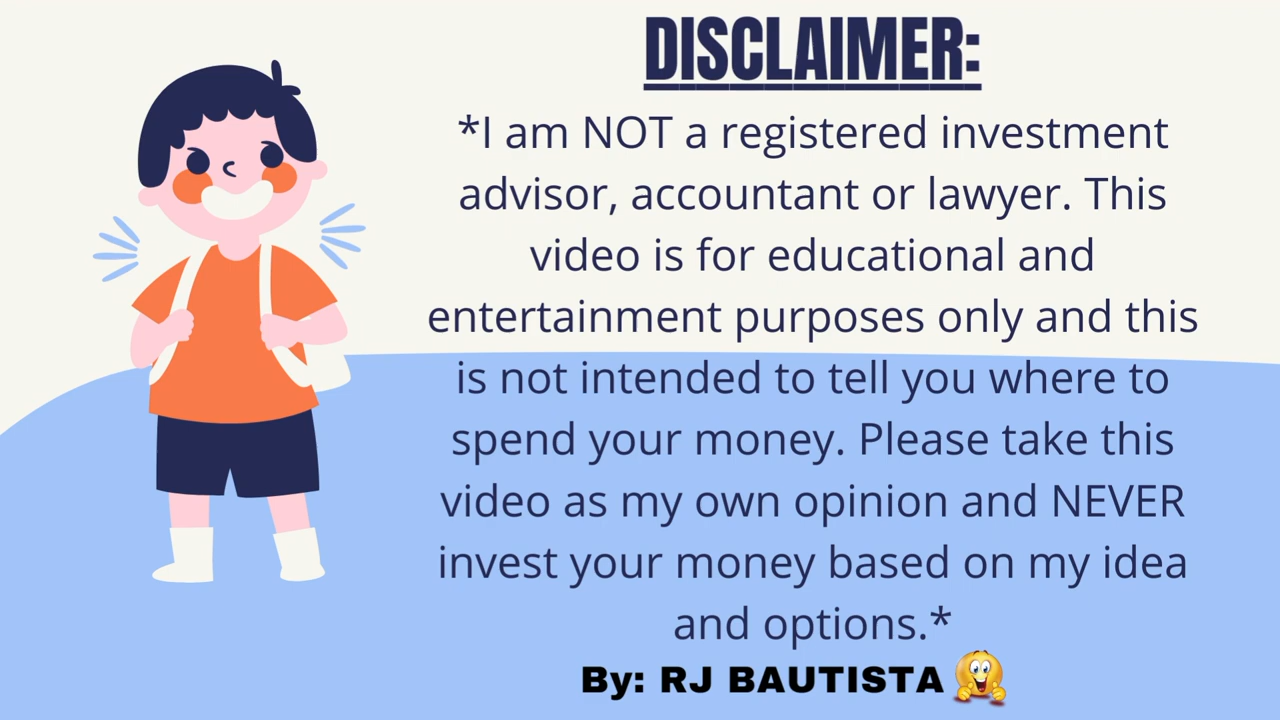 DISCLAIMER:
*I am NOT a registered investment
advisor, accountant or lawyer. This
video is for educational and
entertainment purposes only and this
is not intended to tell you where to
spend your money. Please take this
video as my own opinion and NEVER
invest your money based on my idea
and options.*
By: RJ BAUTISTA